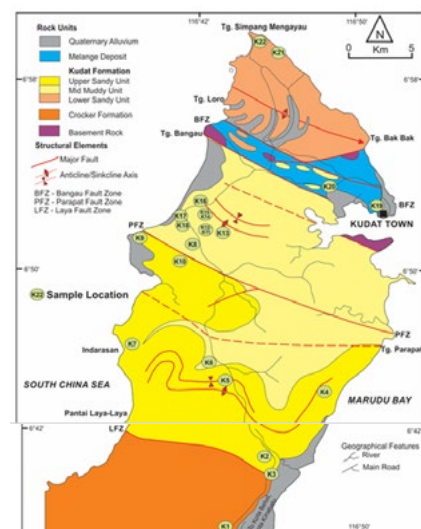 116°42'
116°50'
Rock Units
Quaternary Alluvium
Melange Deposit
Kudat Formation
Upper Sandy Unit
Mid Muddy Unit
Lower Sandy Unit
Crocker Formation
Basement Rock
Structural Elements
Major Fault
Anticline/Sinkcline Axis
BFZ - Bangau Fault Zone
PFZ - Parapat Fault Zone
LFZ - Laya Fault Zone
K22 Sample Location
N
0 5
Km
Tg. Simpang Mengayau
K22
K21
6°58'
6°58'
Tg. Loro
BFZ
Tg. Bangau
Tg. Bak Bak
K20
K19
BFZ
KUDAT TOWN
K16
K17
K18
K13
K8
PFZ
K9
K10
6°50'
6°50'
PFZ
Tg. Parapat
Indarasan
K7
K6
K5
K4
SOUTH CHINA SEA
MARUDU BAY
Pantai Laya-Laya
LFZ
6°42'
6°42'
K2
K3
K1
Geographical Features
River
Main Road
116°50'